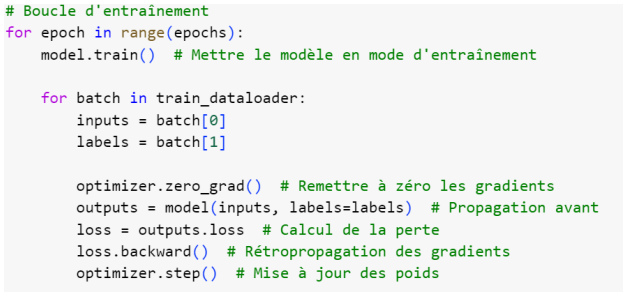 # Boucle d'entraînement
for epoch in range(epochs):
    model.train()  # Mettre le modèle en mode d'entraînement

    for batch in train_dataloader:
        inputs = batch[0]
        labels = batch[1]

        optimizer.zero_grad()  # Remettre à zéro les gradients
        outputs = model(inputs, labels=labels)  # Propagation avant
        loss = outputs.loss  # Calcul de la perte
        loss.backward()  # Rétropropagation des gradients
        optimizer.step()  # Mise à jour des poids